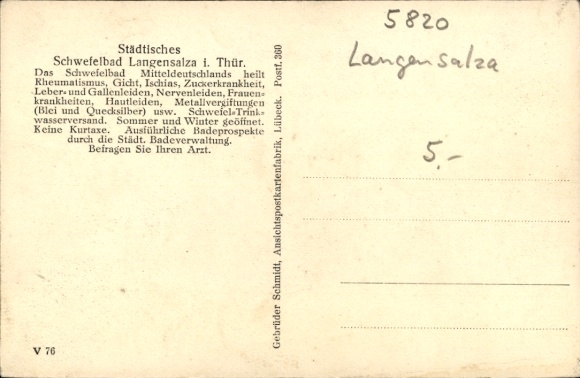 Städtisches
Schwefelbad Langensalza i. Thür.
Das Schwefelbad Mitteldeutschlands heilt
Rheumatismus, Gicht, Ischias, Zuckerkrankheit,
Leber- und Gallenleiden, Nervenleiden, Frauen-
krankheiten, Hautleiden, Metallvergiftungen
(Blei und Quecksilber) usw. Schwefel-Trink-
wasserversand. Sommer und Winter geöffnet.
Keine Kurtaxe. Ausführliche Badeprospekte
durch die Städt. Badeverwaltung.
Befragen Sie Ihren Arzt.
V 76
Gebrüder Schmidt, Ansichtspostkartenfabrik, Lübeck. Postf. 360
5820
Langensalza
5.-